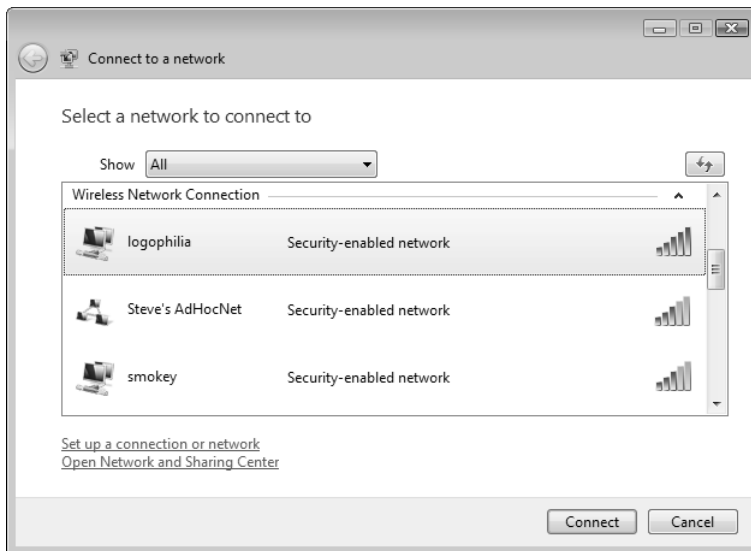 Connect to a network
Select a network to connect to
Show All
Wireless Network Connection
logophilia Security-enabled network
Steve's AdHocNet Security-enabled network
smokey Security-enabled network
Set up a connection or network
Open Network and Sharing Center
Connect Cancel